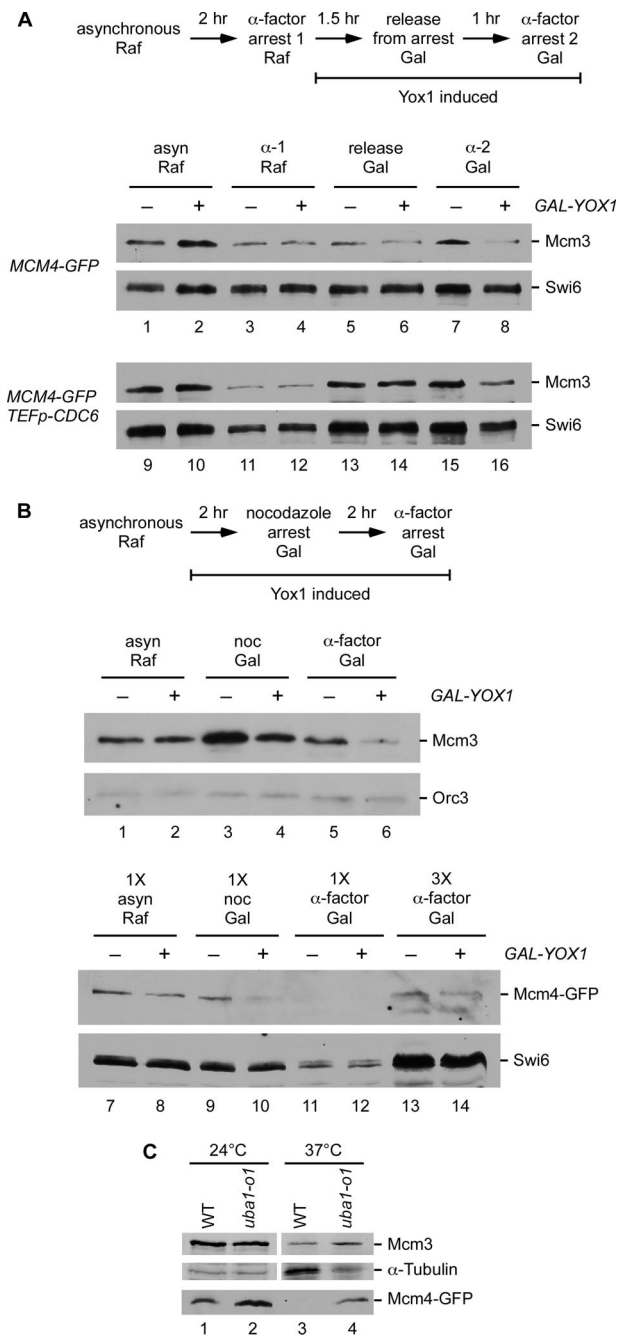 A
2 hr
α-factor
1.5 hr
release
1 hr
α-factor
asynchronous
arrest 1
from arrest
arrest 2
Raf
Raf
Gal
Gal
Yox1 induced
asyn
α-1
release
α-2
Raf
Raf
Gal
Gal
– + – + – + – + GAL-YOX1
MCM4-GFP
Mcm3
Swi6
1 2 3 4 5 6 7 8
MCM4-GFP
TEFp-CDC6
Mcm3
Swi6
9 10 11 12 13 14 15 16
B
2 hr
nocodazole
2 hr
α-factor
asynchronous
arrest
arrest
Raf
Gal
Gal
Yox1 induced
asyn
noc
α-factor
Raf
Gal
Gal
– + – + – + GAL-YOX1
Mcm3
Orc3
1 2 3 4 5 6
1X
1X
1X
3X
asyn
noc
α-factor
α-factor
Raf
Gal
Gal
Gal
– + – + – + – + GAL-YOX1
Mcm4-GFP
Swi6
7 8 9 10 11 12 13 14
C
24°C
37°C
WT
uba1-o1
WT
uba1-o1
Mcm3
α-Tubulin
Mcm4-GFP
1 2 3 4